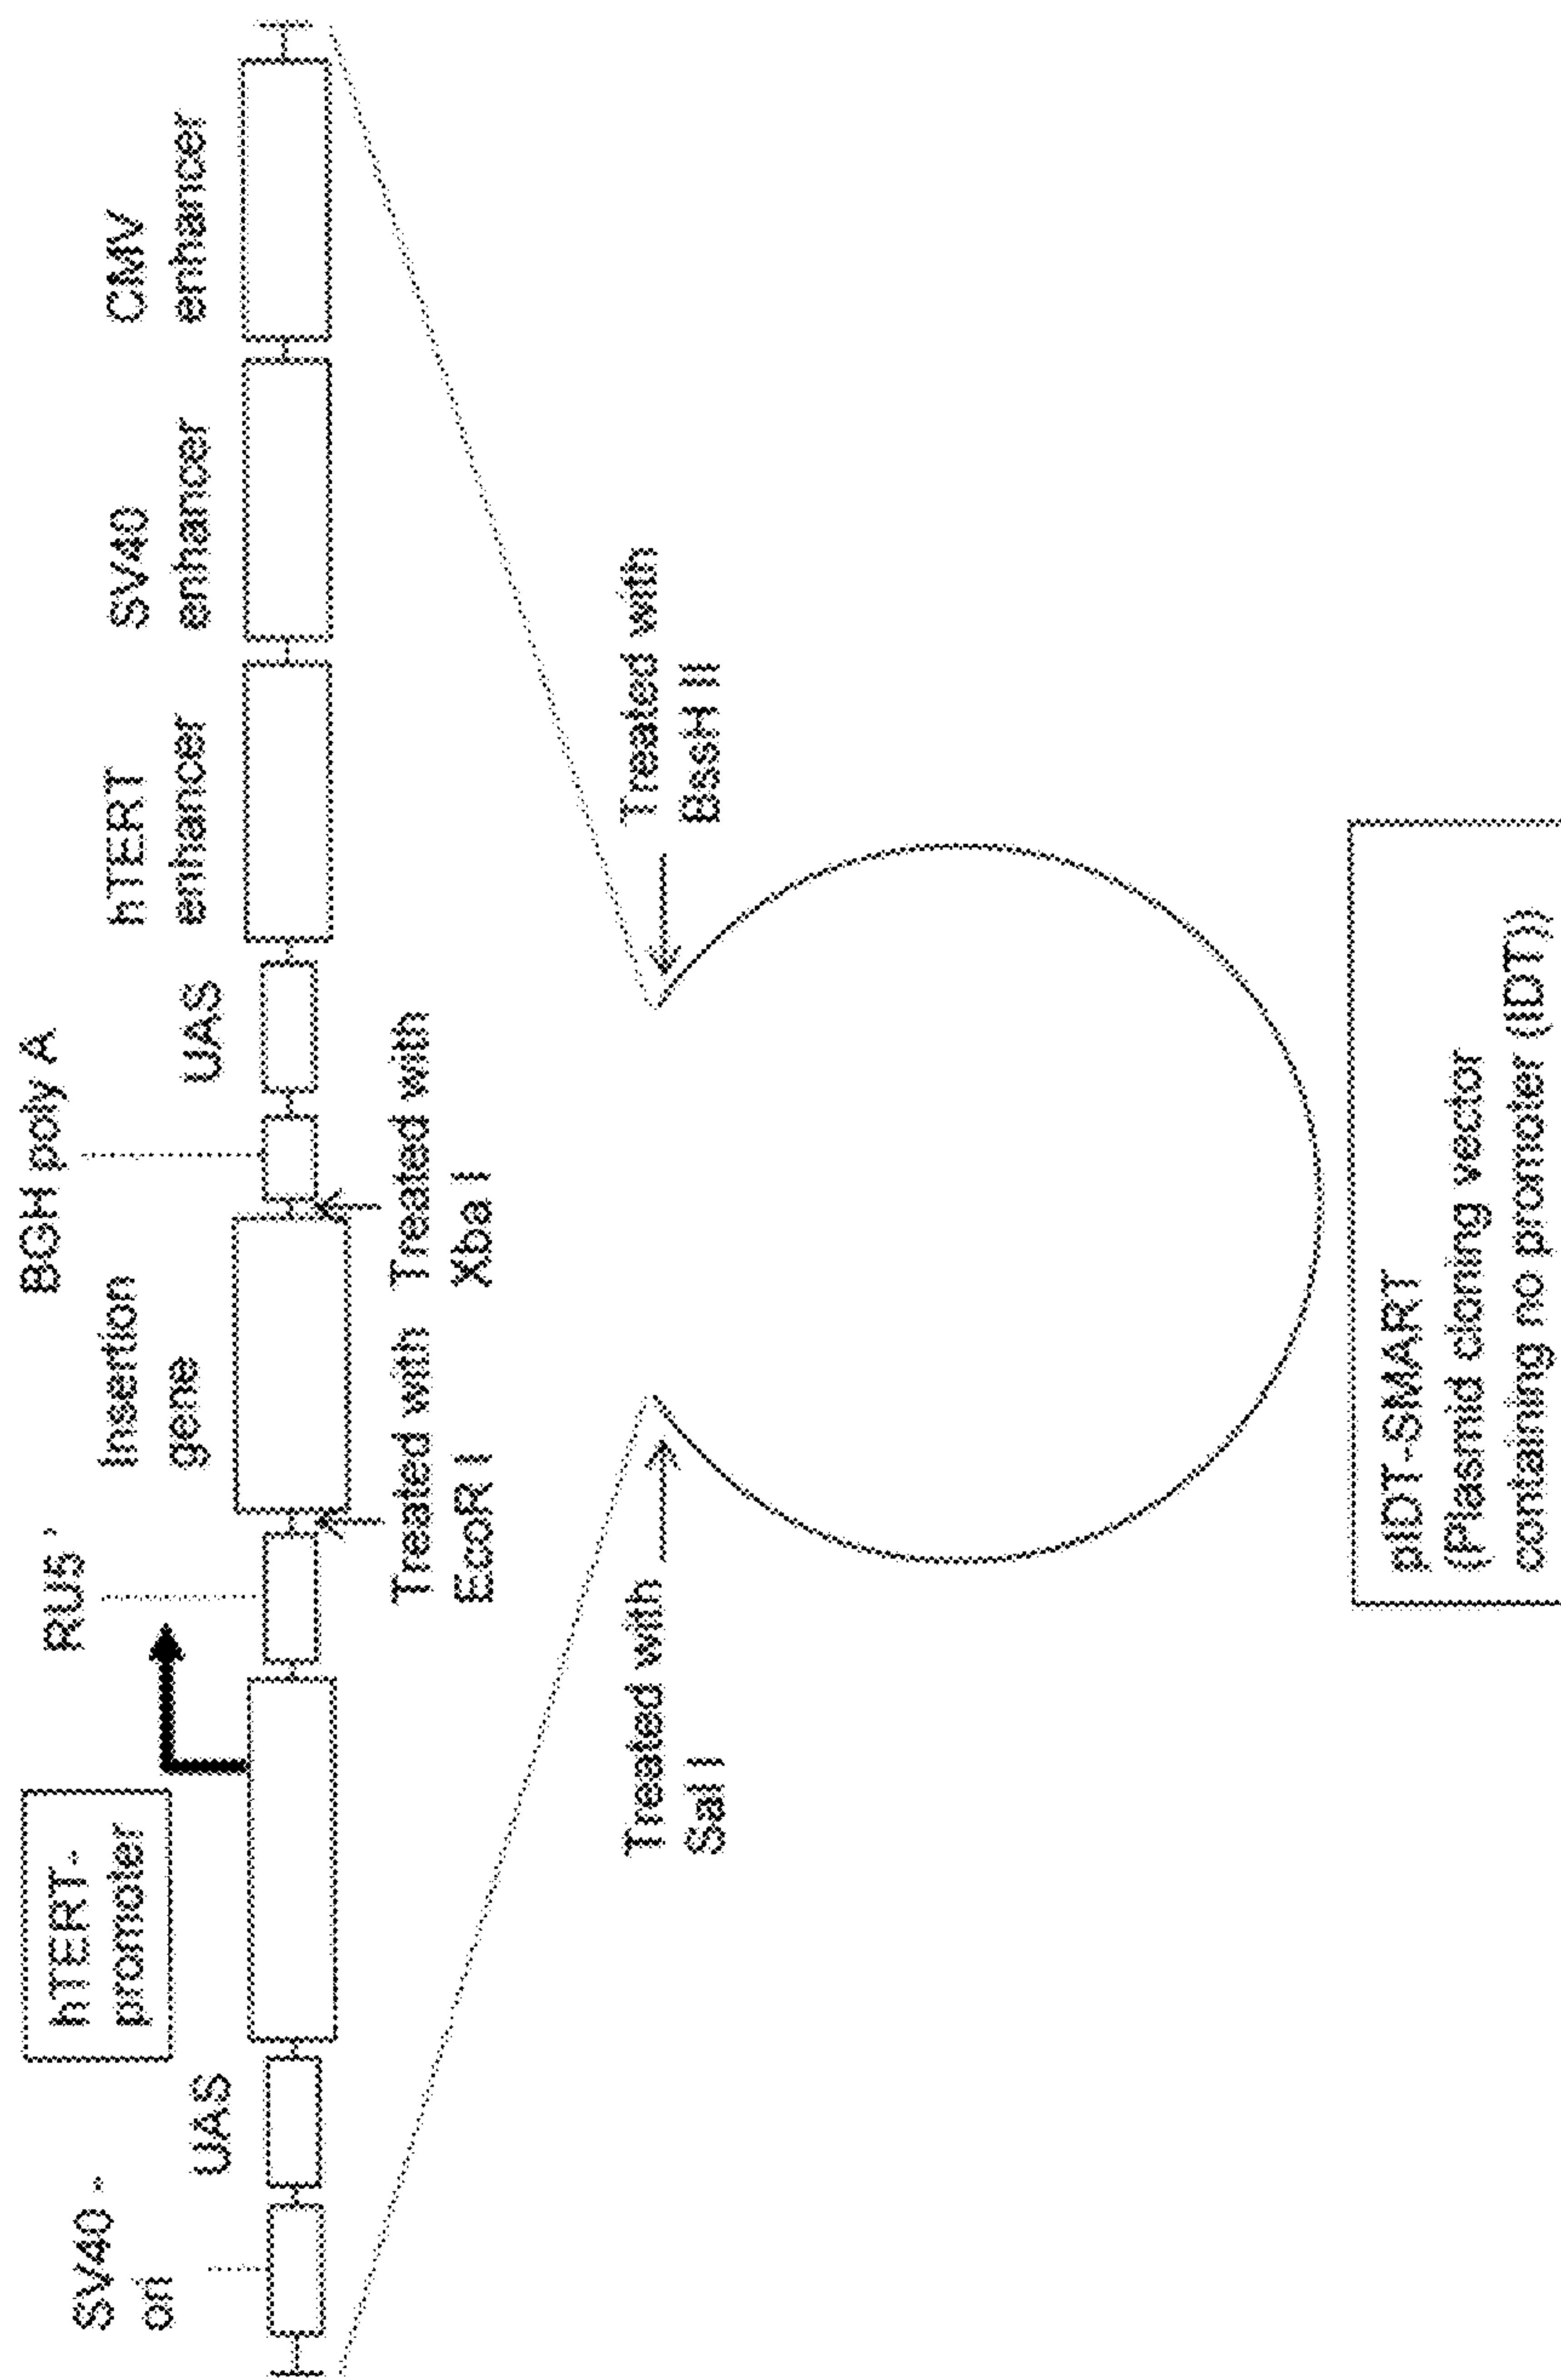 SV40 -
ori
UAS
hTERT-
promoter
RU5'
Insertion
gene
BGH poly A
UAS
hTERT
enhancer
SV40
enhancer
CMV
enhancer
Treated with
EcoR I
Treated with
Xba I
Treated with
Sal I
Treated with
BssH III
pIDT-SMART
(Plasmid cloning vector
containing no promoter (IDT))